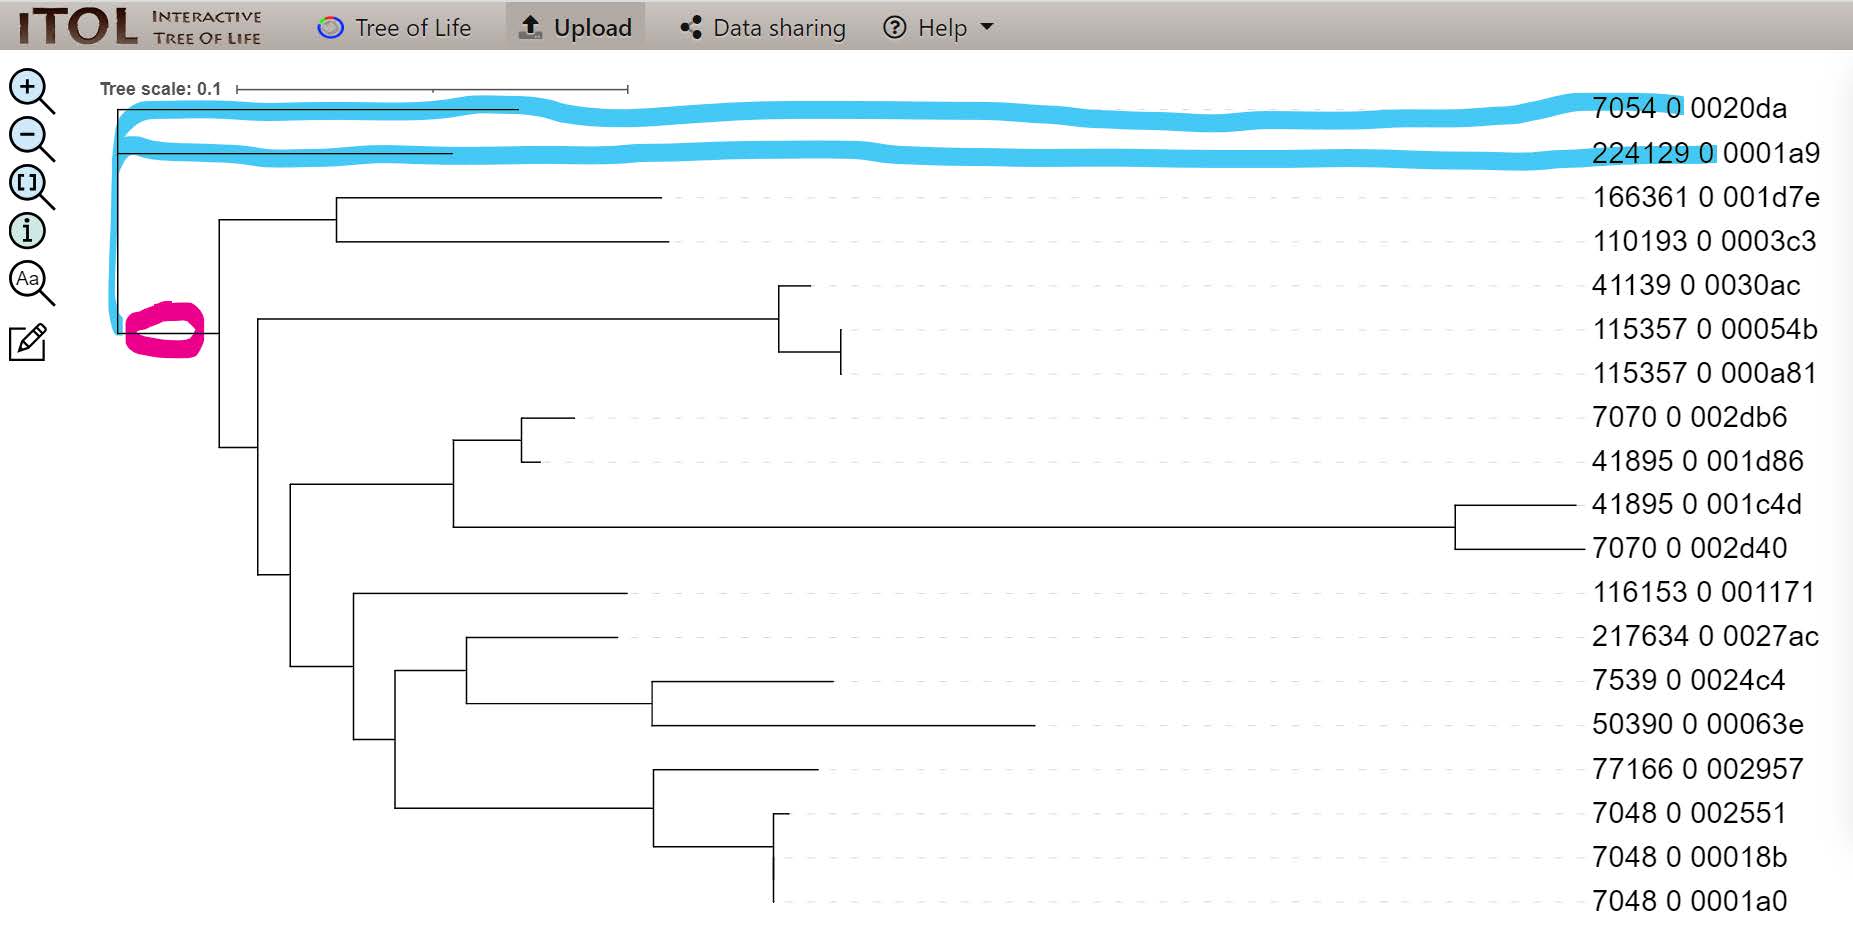 iTOL INTERACTIVE TREE OF LIFE Tree of Life Upload Data sharing Help
Tree scale: 0.1
7054 0 0020da
224129 0 0001a9
166361 0 001d7e
110193 0 0003c3
41139 0 0030ac
115357 0 00054b
115357 0 000a81
7070 0 002db6
41895 0 001d86
41895 0 001c4d
7070 0 002d40
116153 0 001171
217634 0 0027ac
7539 0 0024c4
50390 0 00063e
77166 0 002957
7048 0 002551
7048 0 00018b
7048 0 0001a0
Aa